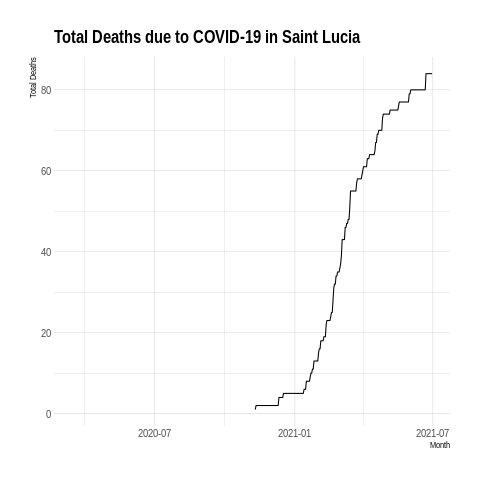 Total Deaths due to COVID-19 in Saint Lucia
Total Deaths
80
60
40
20
0
2020-07
2021-01
2021-07
Month